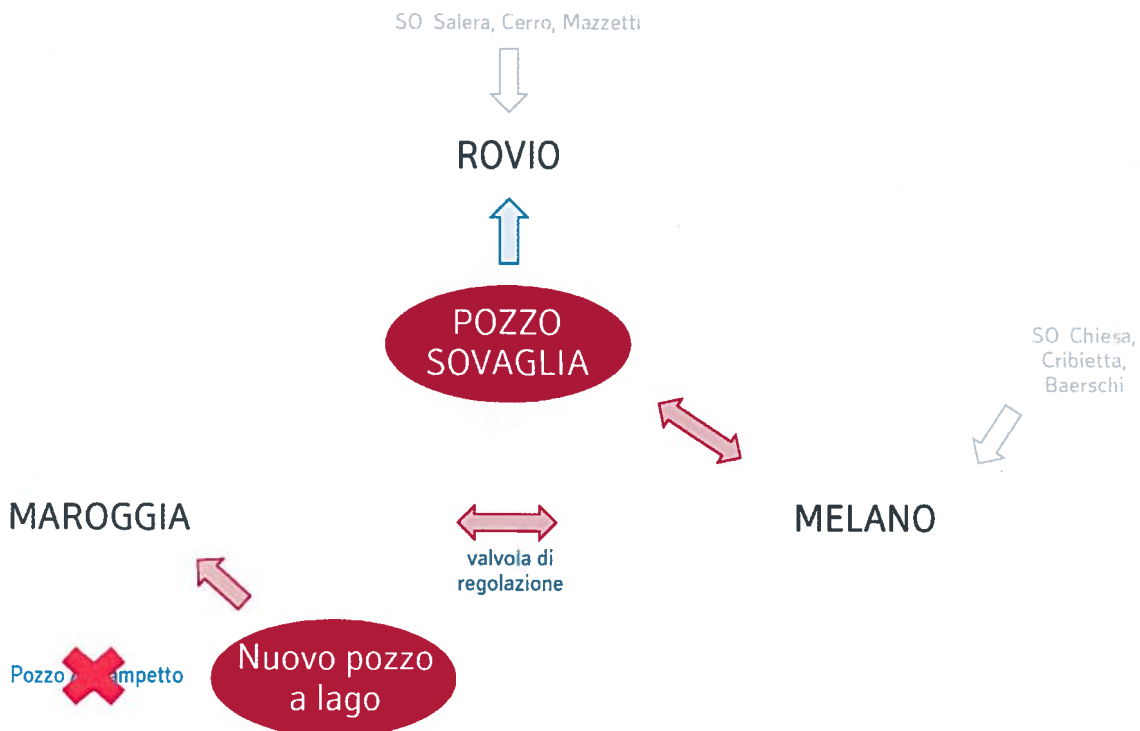 SO Salera, Cerro, Mazzetti
ROVIO
POZZO
SOVAGLIA
SO Chiesa,
Cribietta,
Baerschi
MAROGGIA
MELANO
valvola di
regolazione
Nuovo pozzo
a lago
Pozzo